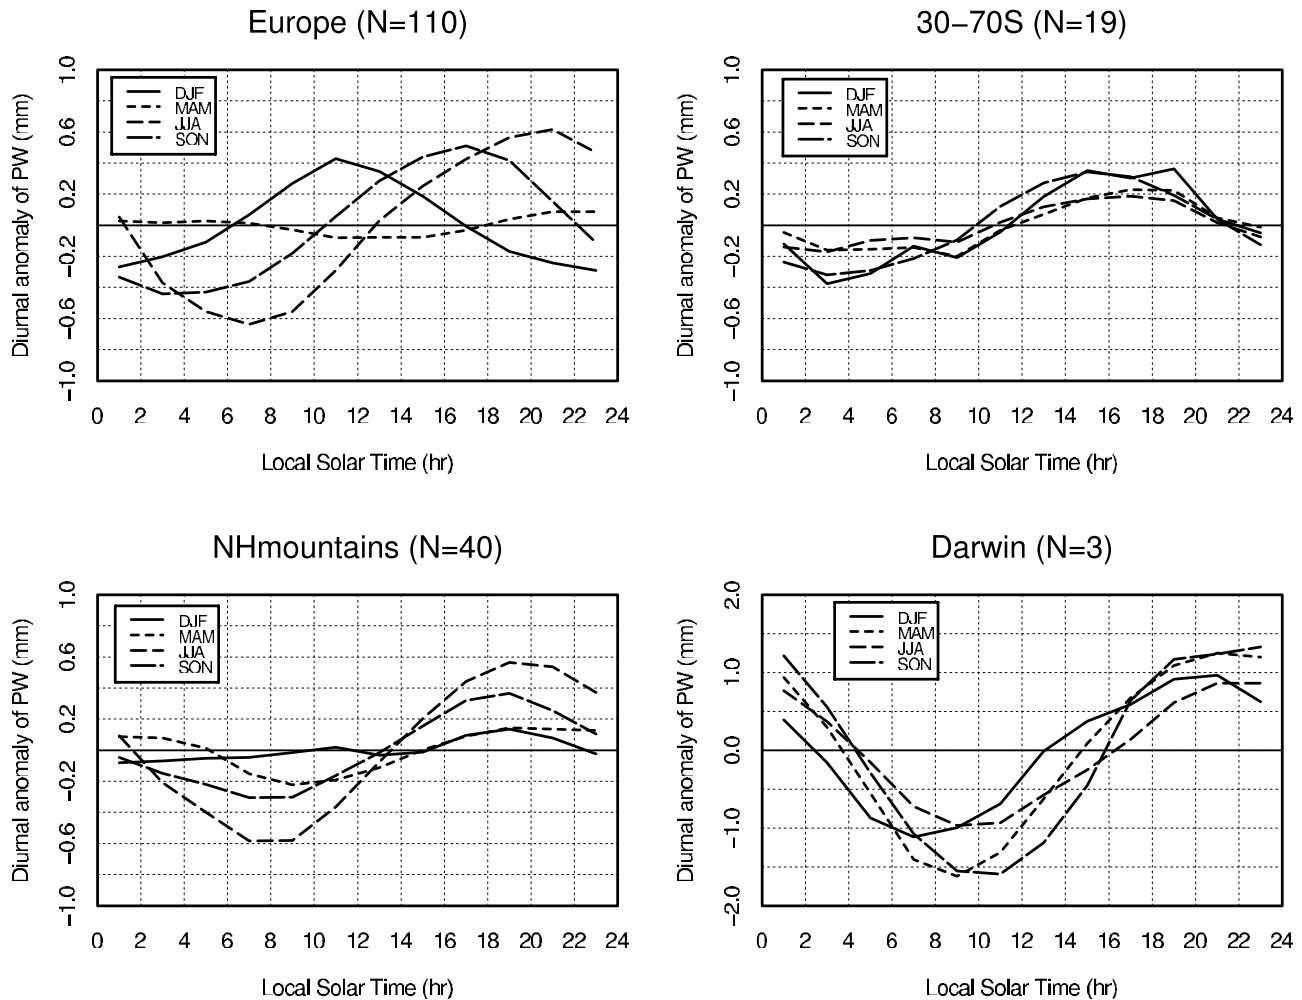 Europe (N=110)
Diurnal anomaly of PW (mm)
1.0
0.6
0.2
−0.2
−0.6
−1.0
DJF
MAM
JJA
SON
0 2 4 6 8 10 12 14 16 18 20 22 24
Local Solar Time (hr)
30−70S (N=19)
Diurnal anomaly of PW (mm)
1.0
0.6
0.2
−0.2
−0.6
−1.0
DJF
MAM
JJA
SON
0 2 4 6 8 10 12 14 16 18 20 22 24
Local Solar Time (hr)
NHmountains (N=40)
Diurnal anomaly of PW (mm)
1.0
0.6
0.2
−0.2
−0.6
−1.0
DJF
MAM
JJA
SON
0 2 4 6 8 10 12 14 16 18 20 22 24
Local Solar Time (hr)
Darwin (N=3)
Diurnal anomaly of PW (mm)
2.0
1.0
0.0
−1.0
−2.0
DJF
MAM
JJA
SON
0 2 4 6 8 10 12 14 16 18 20 22 24
Local Solar Time (hr)